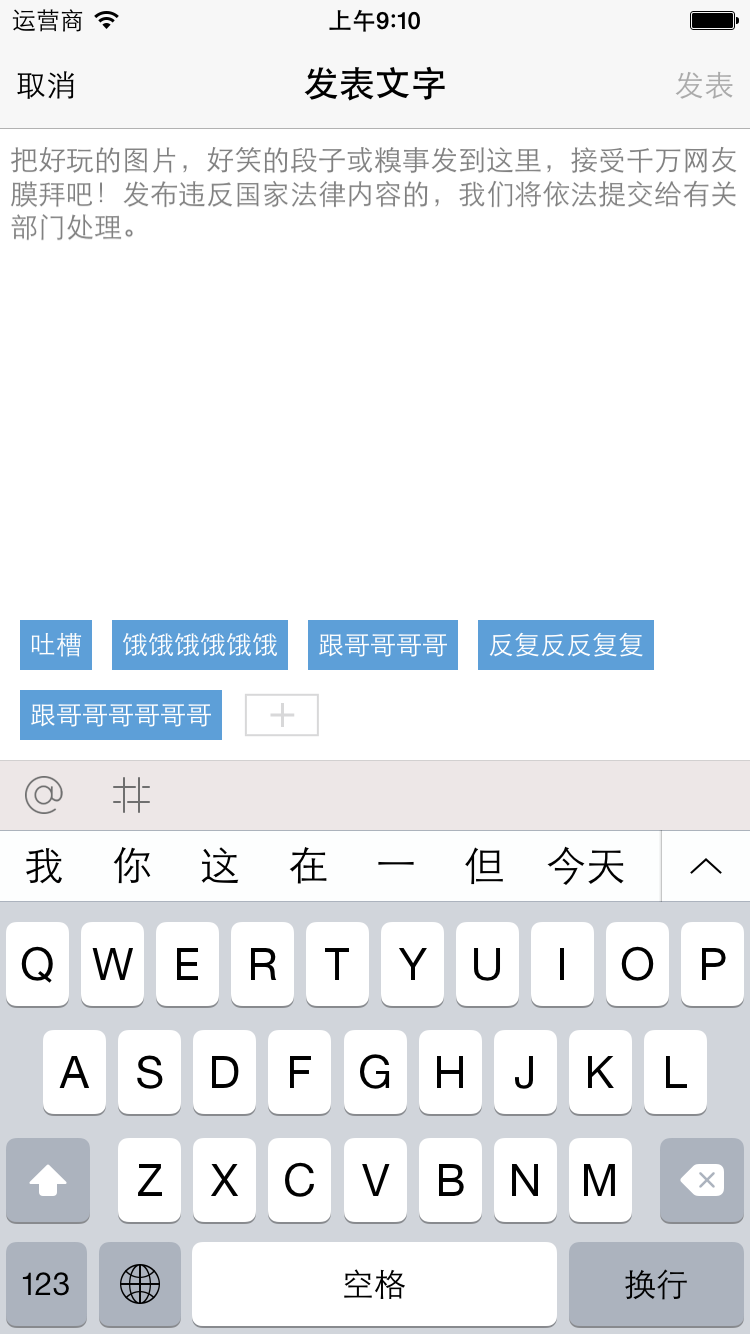 运营商 上午9:10
取消 发表文字 发表
把好玩的图片，好笑的段子或糗事发到这里，接受千万网友
膜拜吧！发布违反国家法律内容的，我们将依法提交给有关
部门处理。
吐槽 饿饿饿饿饿饿 跟哥哥哥哥 反复反反复复
跟哥哥哥哥哥哥 +
@ #
我 你 这 在 一 但 今天
Q W E R T Y U I O P
A S D F G H J K L
Z X C V B N M
123 空格 换行